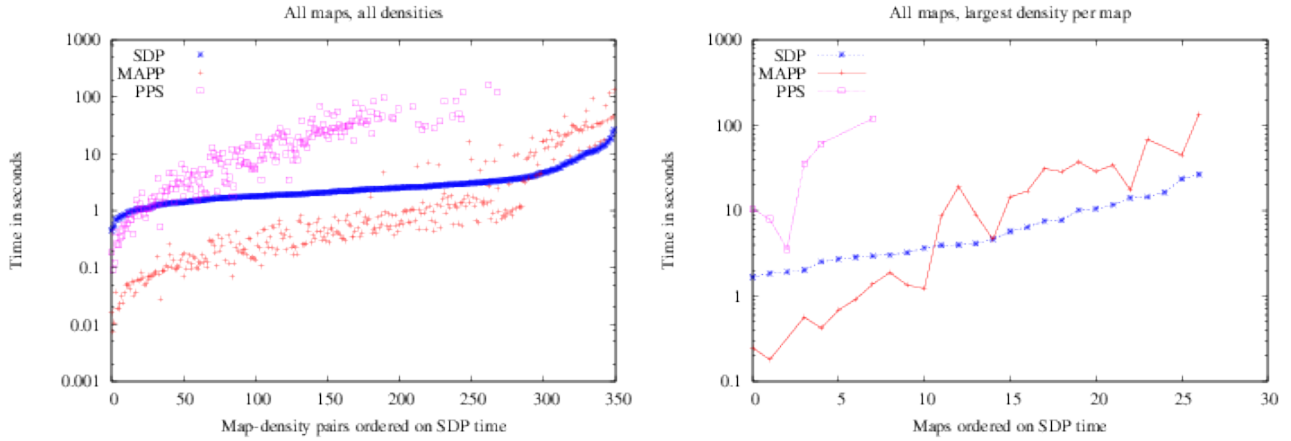 All maps, all densities
1000
100
10
1
0.1
0.01
0.001
SDP
MAPP
PPS
Time in seconds
0 50 100 150 200 250 300 350
Map-density pairs ordered on SDP time
All maps, largest density per map
1000
100
10
1
0.1
SDP
MAPP
PPS
Time in seconds
0 5 10 15 20 25 30
Maps ordered on SDP time